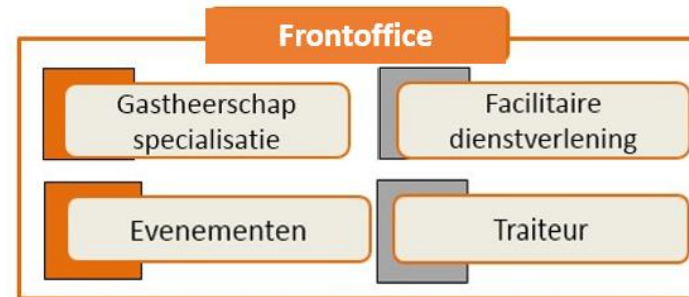 Frontoffice
Gastheerschap
specialisatie
Facilitaire
dienstverlening
Evenementen
Traiteur